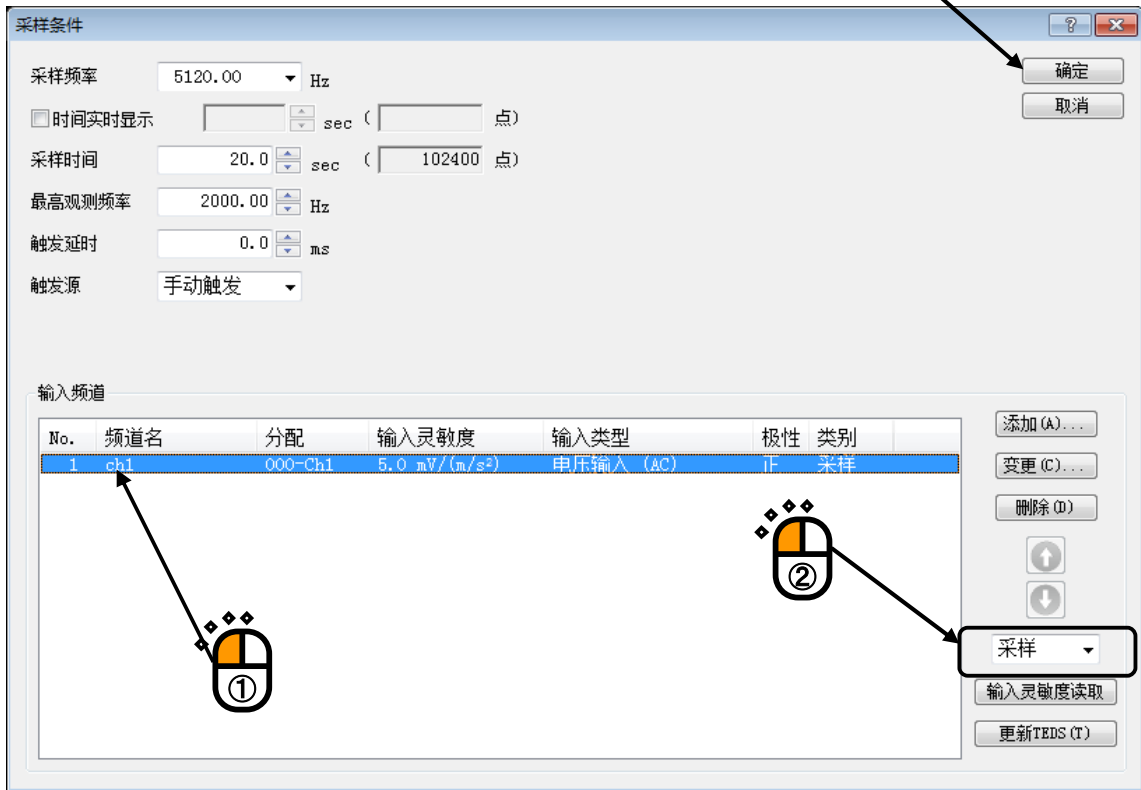 采样条件
采样频率 5120.00 Hz
确定
时间实时显示 sec ( 点)
取消
采样时间 20.0 sec ( 102400 点)
最高观测频率 2000.00 Hz
触发延时 0.0 ms
触发源 手动触发
输入频道
No. 频道名 分配 输入灵敏度 输入类型 极性 类别
1 ch1 000-Ch1 5.0 mV/(m/s²) 电压输入 (AC) 正 采样
添加(A)...
变更(C)...
删除(D)
①
②
采样
输入灵敏度读取
更新TEDS(T)